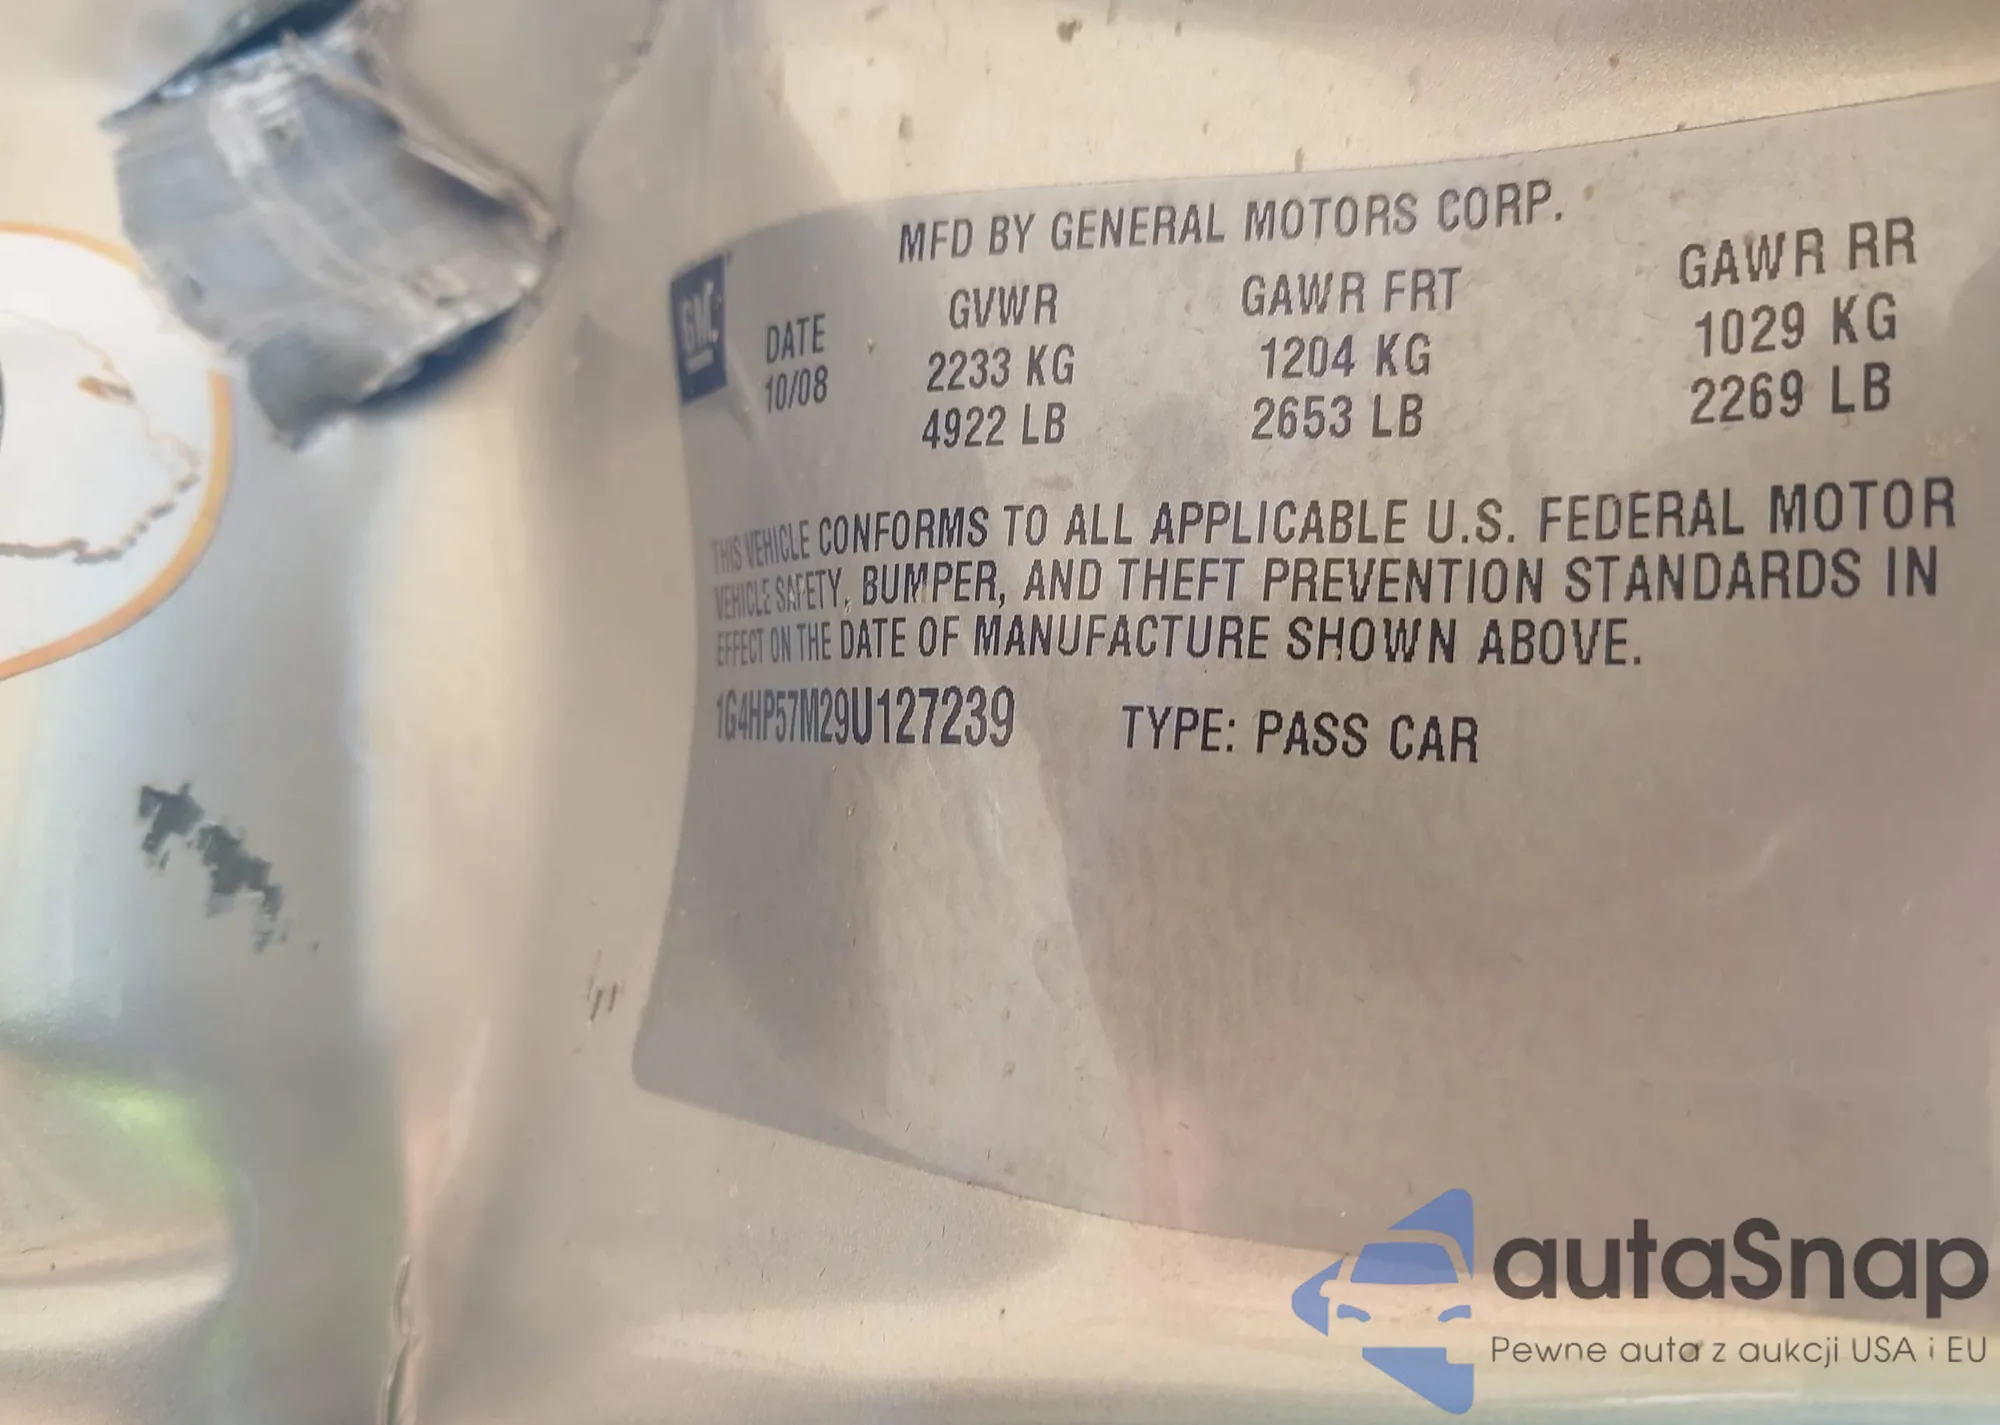 MFD BY GENERAL MOTORS CORP.
GMC
DATE GVWR GAWR FRT GAWR RR
10/08 2233 KG 1204 KG 1029 KG
4922 LB 2653 LB 2269 LB
THIS VEHICLE CONFORMS TO ALL APPLICABLE U.S. FEDERAL MOTOR
VEHICLE SAFETY, BUMPER, AND THEFT PREVENTION STANDARDS IN
EFFECT ON THE DATE OF MANUFACTURE SHOWN ABOVE.
1G4HP57M29U127239 TYPE: PASS CAR
autaSnap
Pewne auta z aukcji USA i EU